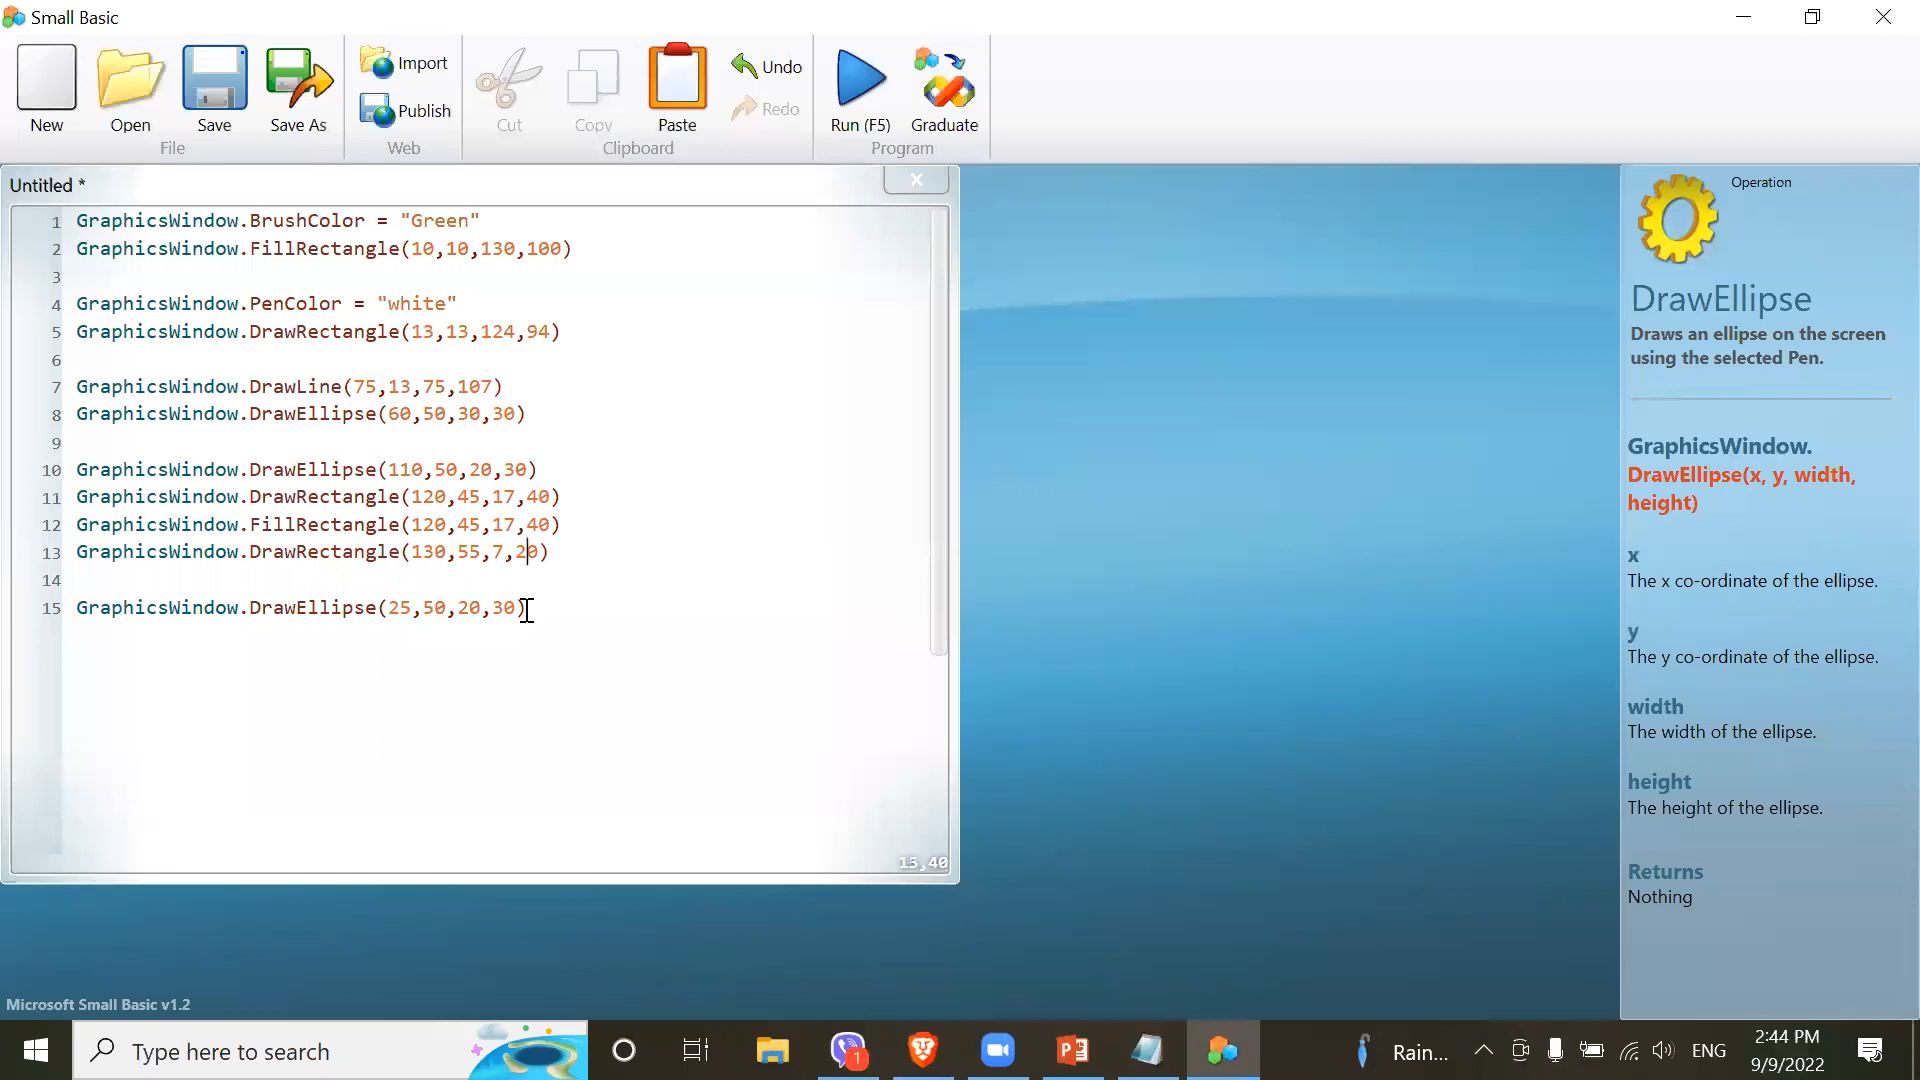 Small Basic
New
Open
Save
Save As
File
Import
Publish
Web
Cut
Copy
Paste
Undo
Redo
Clipboard
Run (F5)
Graduate
Program
Untitled *
1 GraphicsWindow.BrushColor = "Green"
2 GraphicsWindow.FillRectangle(10,10,130,100)
3
4 GraphicsWindow.PenColor = "white"
5 GraphicsWindow.DrawRectangle(13,13,124,94)
6
7 GraphicsWindow.DrawLine(75,13,75,107)
8 GraphicsWindow.DrawEllipse(60,50,30,30)
9
10 GraphicsWindow.DrawEllipse(110,50,20,30)
11 GraphicsWindow.DrawRectangle(120,45,17,40)
12 GraphicsWindow.FillRectangle(120,45,17,40)
13 GraphicsWindow.DrawRectangle(130,55,7,20)
14
15 GraphicsWindow.DrawEllipse(25,50,20,30)
13,40
Operation
DrawEllipse
Draws an ellipse on the screen
using the selected Pen.
GraphicsWindow.
DrawEllipse(x, y, width,
height)
x
The x co-ordinate of the ellipse.
y
The y co-ordinate of the ellipse.
width
The width of the ellipse.
height
The height of the ellipse.
Returns
Nothing
Microsoft Small Basic v1.2
Type here to search
1
Rain...
ENG
2:44 PM
9/9/2022